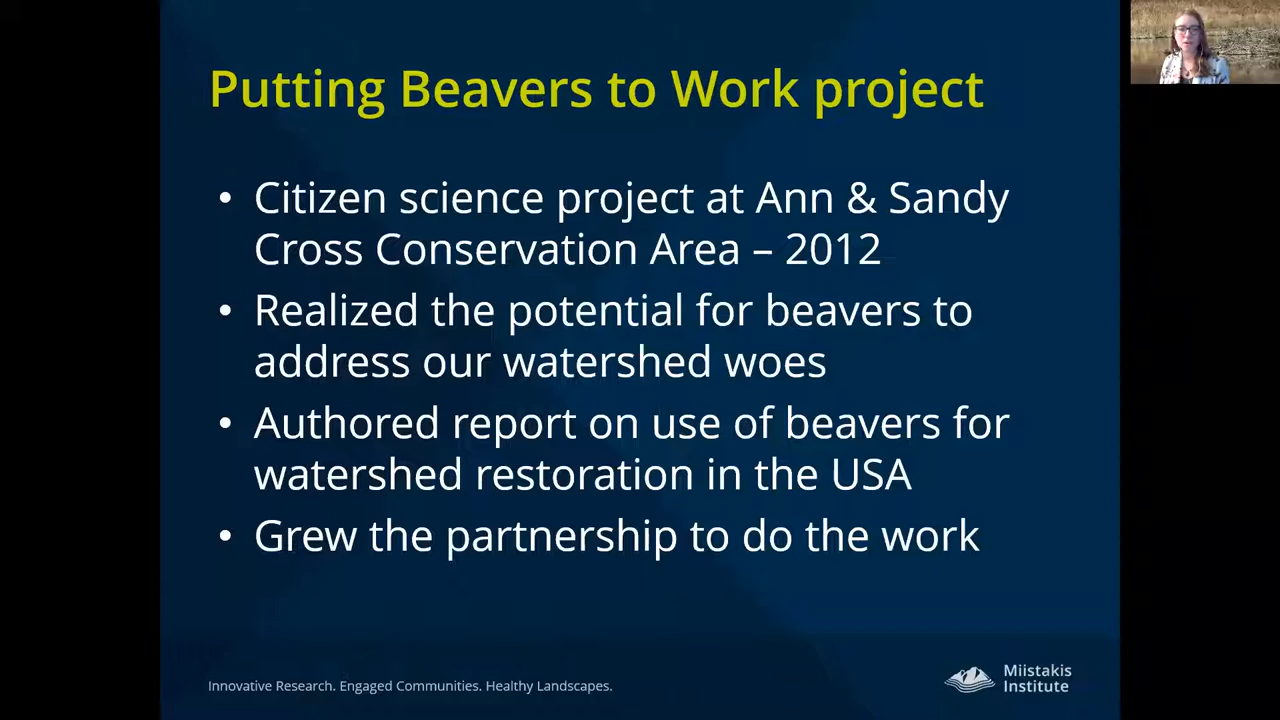 Putting Beavers to Work project
• Citizen science project at Ann & Sandy
Cross Conservation Area – 2012
• Realized the potential for beavers to
address our watershed woes
• Authored report on use of beavers for
watershed restoration in the USA
• Grew the partnership to do the work
Innovative Research. Engaged Communities. Healthy Landscapes.
Miistakis
Institute